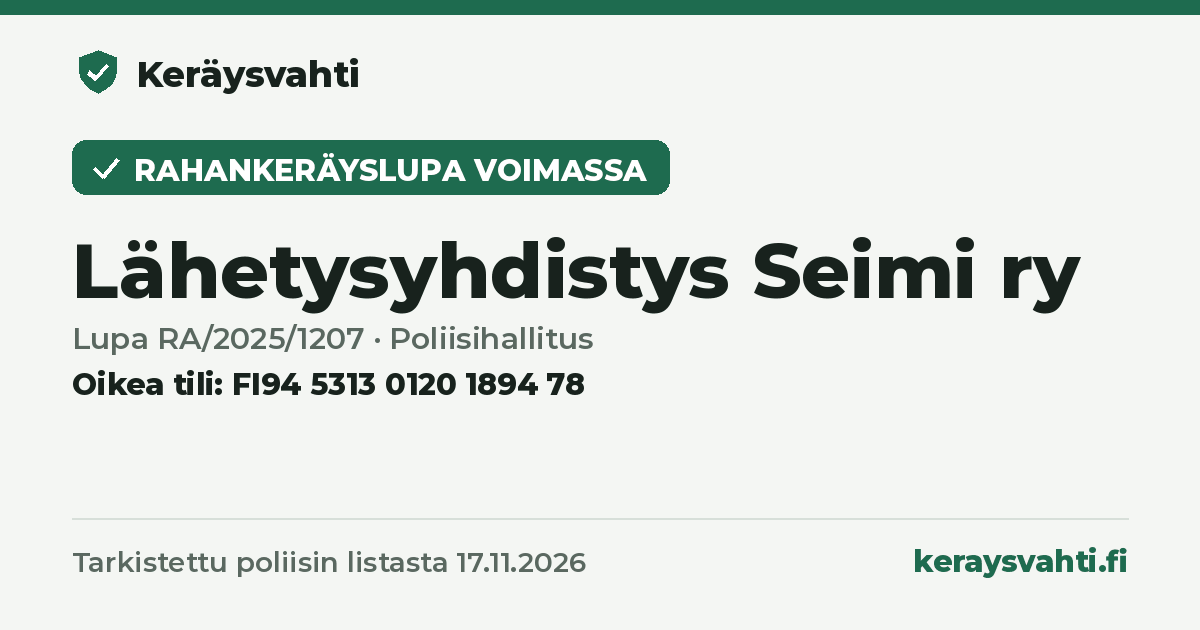 Keräysvahti
RAHANKERÄYSLUPA VOIMASSA
Lähetysyhdistys Seimi ry
Lupa RA/2025/1207 · Poliisihallitus
Oikea tili: FI94 5313 0120 1894 78
Tarkistettu poliisin listasta 17.11.2026
keraysvahti.fi